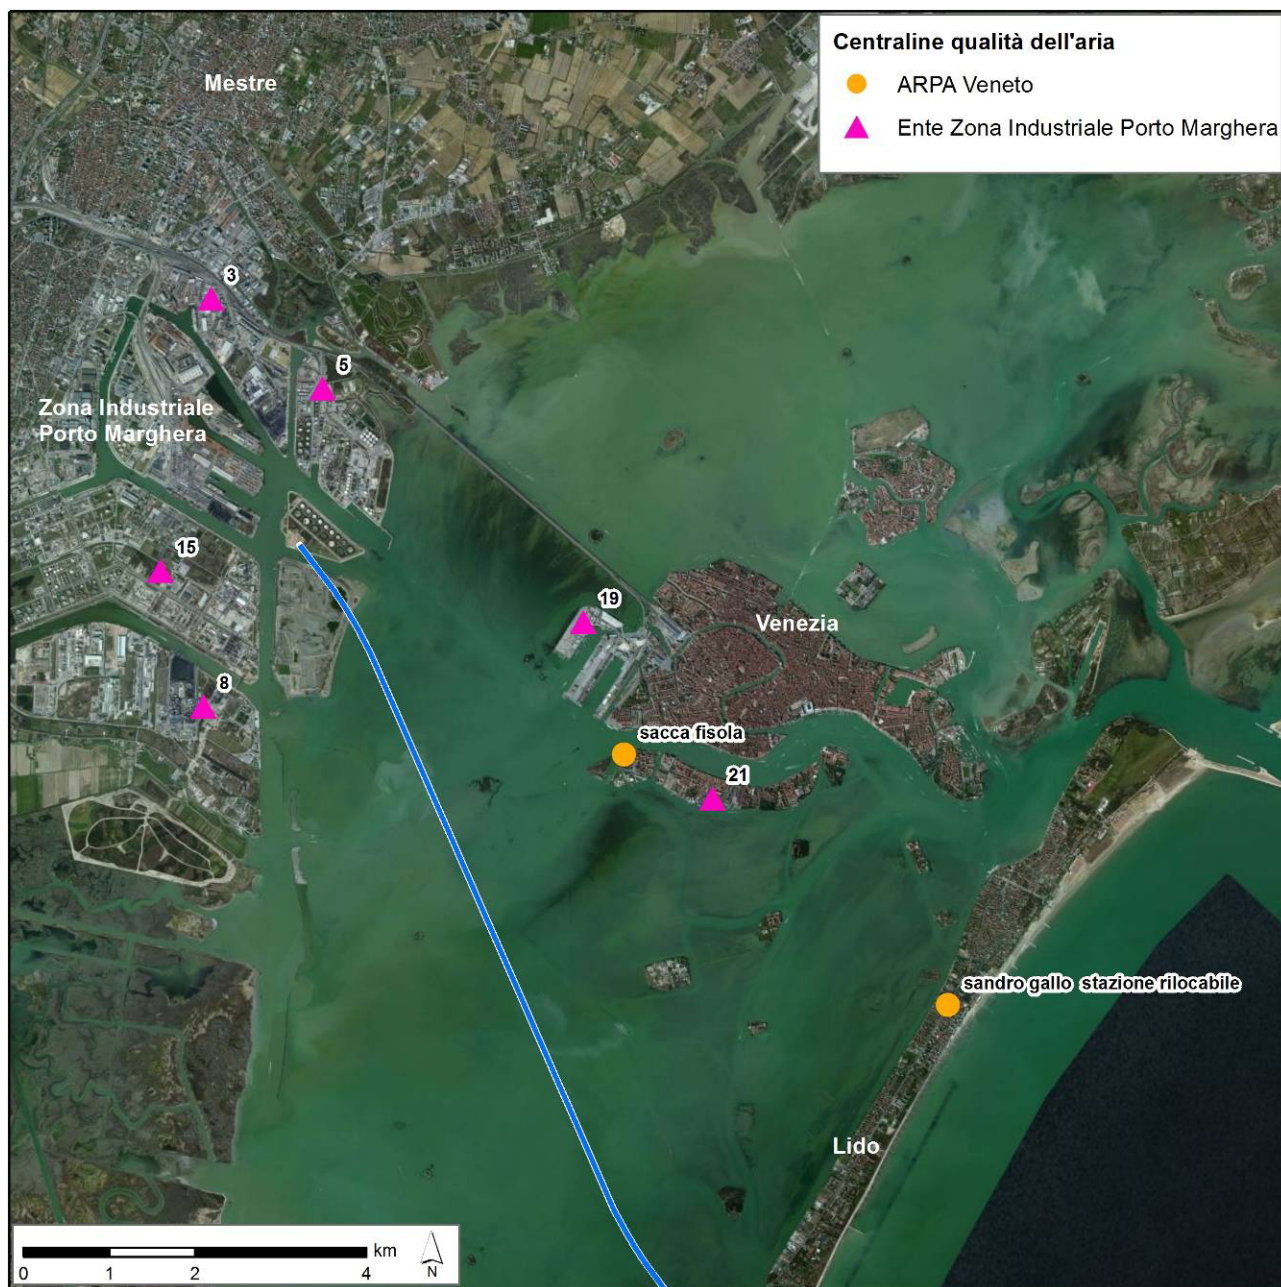 Centraline qualità dell'aria
ARPA Veneto
Ente Zona Industriale Porto Marghera
Mestre
3
5
Zona Industriale
Porto Marghera
15
19
Venezia
8
sacca fisola
21
sandro gallo stazione rilocabile
Lido
km
0 1 2 4
N